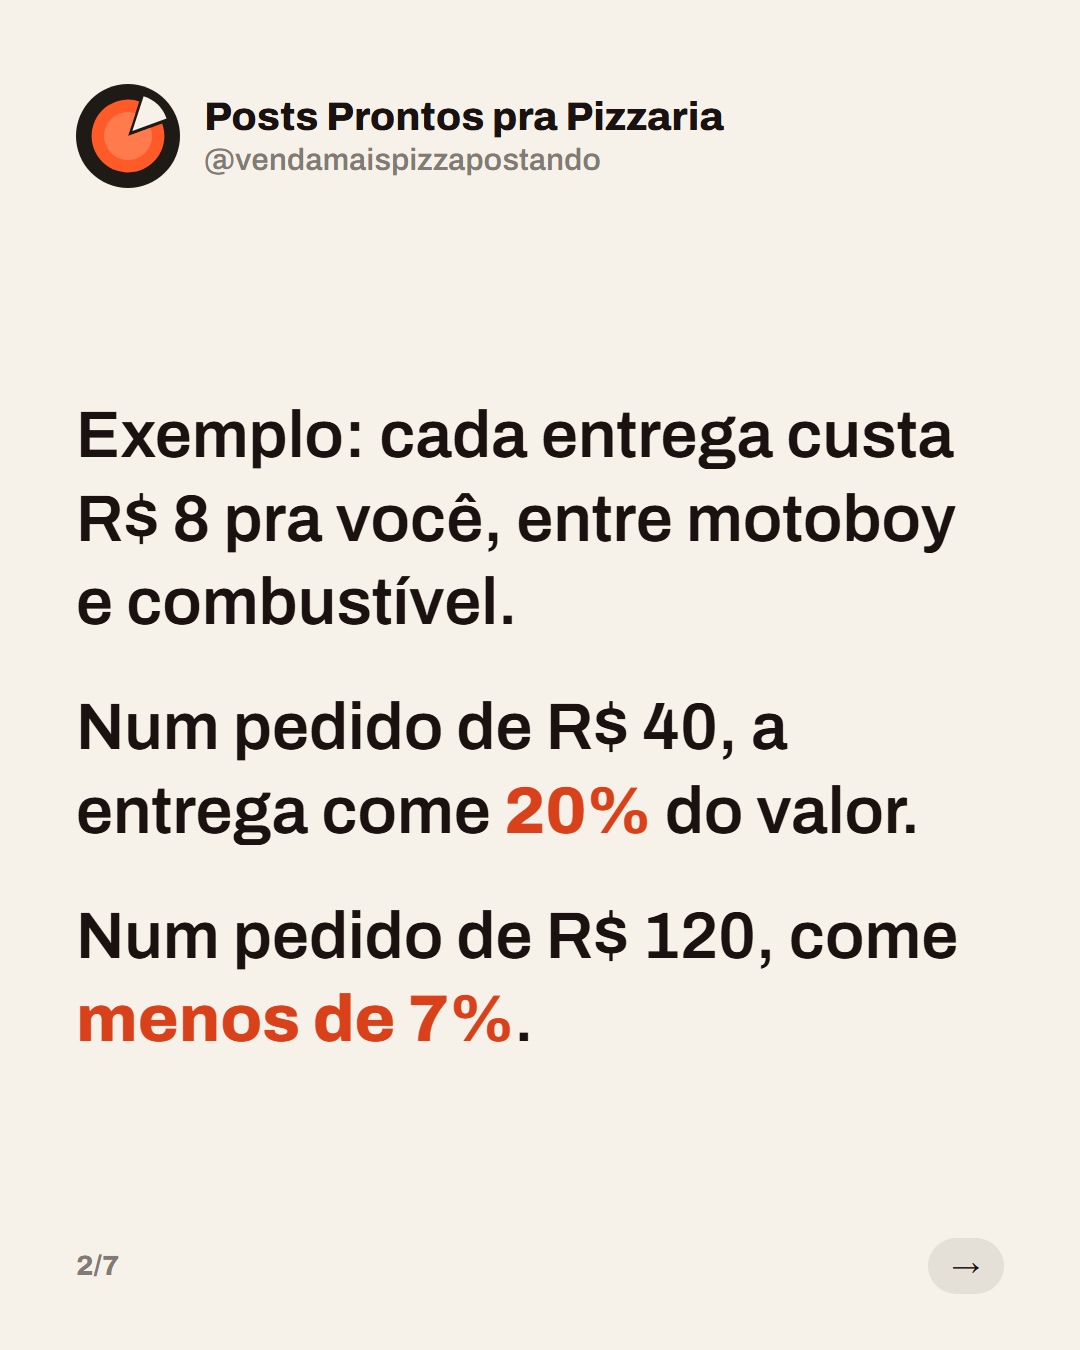 Posts Prontos pra Pizzaria
@vendamaispizzapostando
Exemplo: cada entrega custa
R$ 8 pra você, entre motoboy
e combustível.
Num pedido de R$ 40, a
entrega come 20% do valor.
Num pedido de R$ 120, come
menos de 7%.
2/7
→